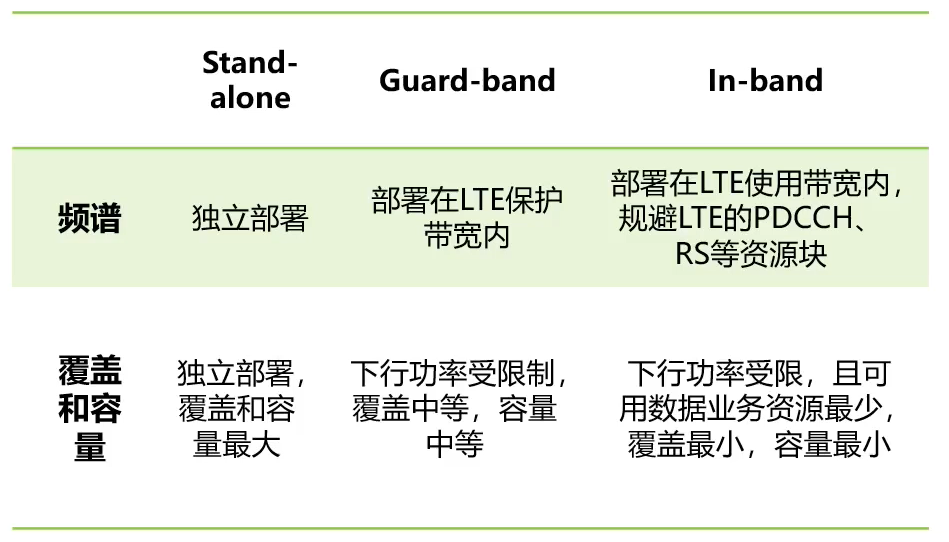 Stand-
alone
Guard-band
In-band
频谱
独立部署
部署在LTE保护
带宽内
部署在LTE使用带宽内，
规避LTE的PDCCH、
RS等资源块
覆盖
和容
量
独立部署，
覆盖和容
量最大
下行功率受限制，
覆盖中等，容量
中等
下行功率受限，且可
用数据业务资源最少，
覆盖最小，容量最小